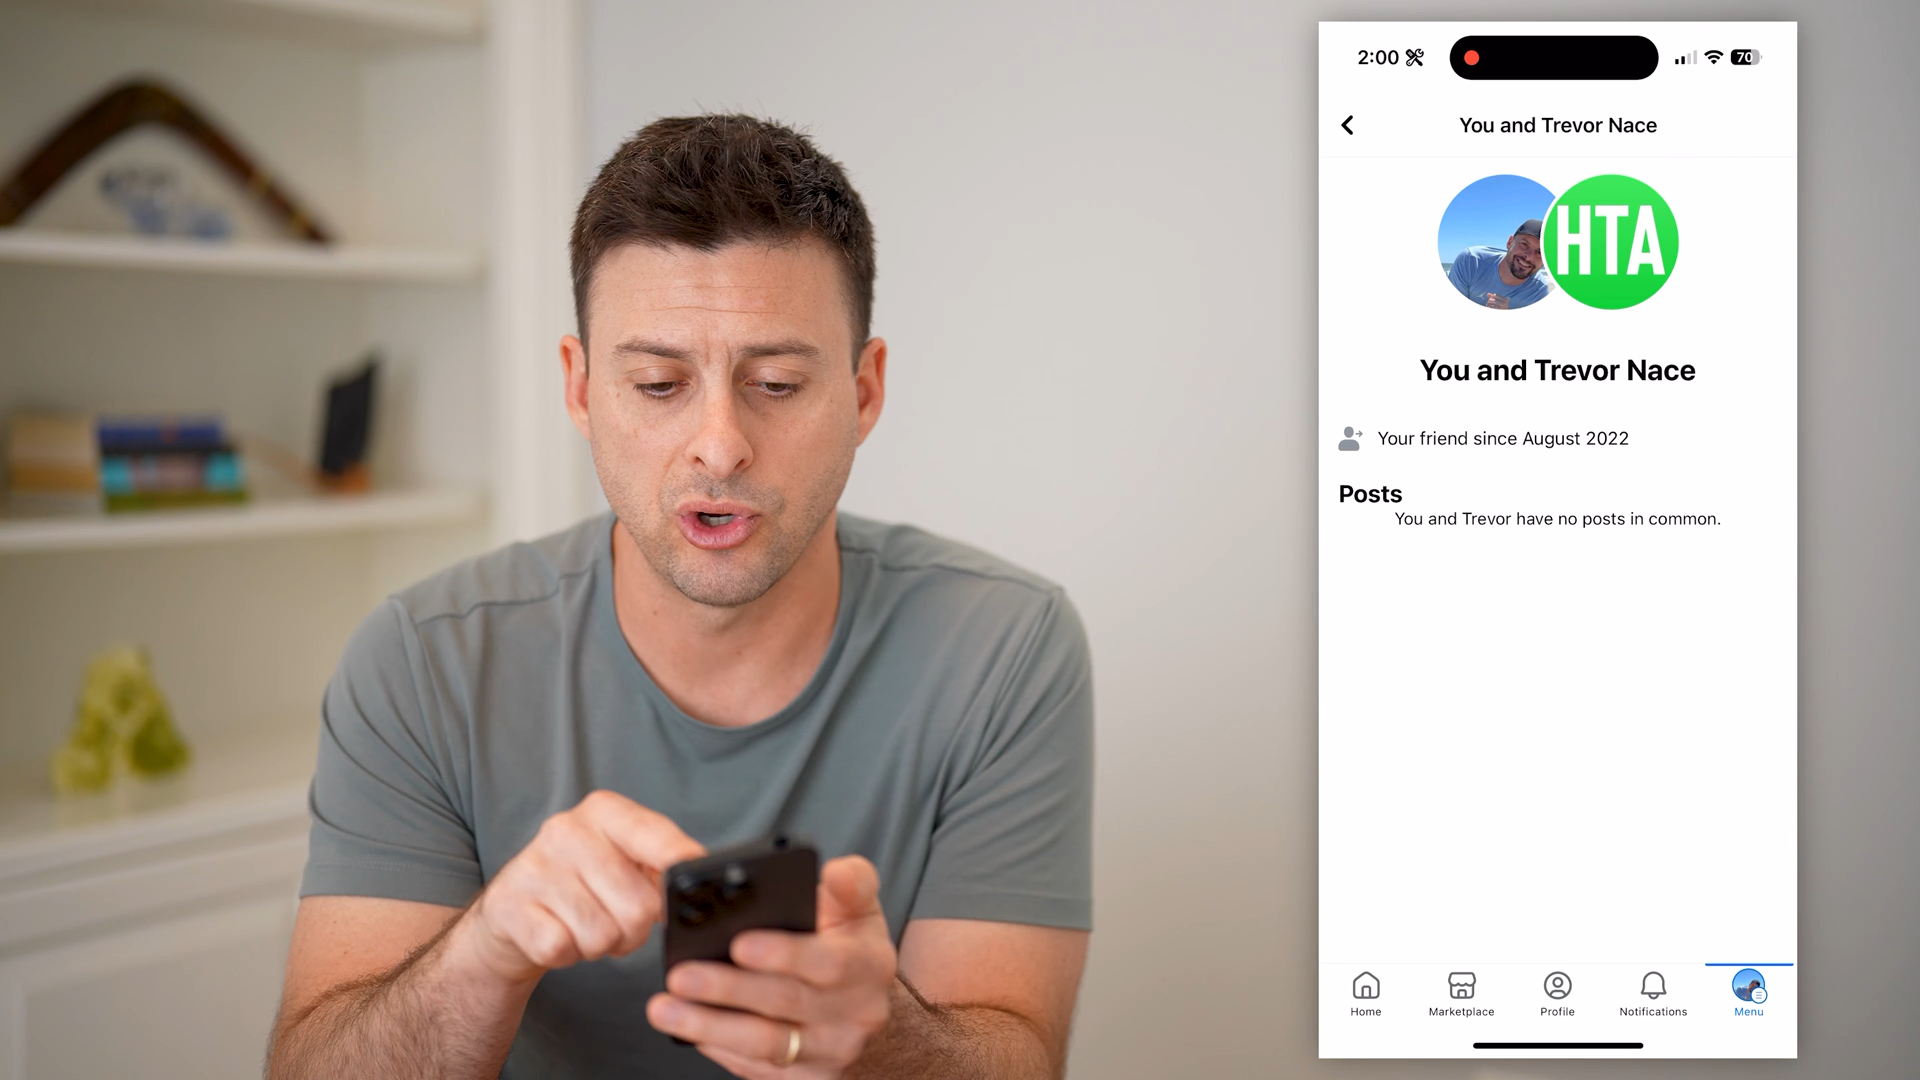 2:00
70
You and Trevor Nace
HTA
You and Trevor Nace
Your friend since August 2022
Posts
You and Trevor have no posts in common.
Home
Marketplace
Profile
Notifications
Menu